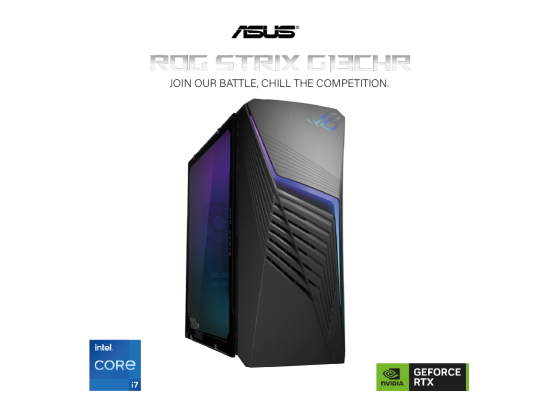 ASUS
ROG STRIX G13CHR
JOIN OUR BATTLE, CHILL THE COMPETITION.
intel.
CORE
i7
NVIDIA
GEFORCE
RTX